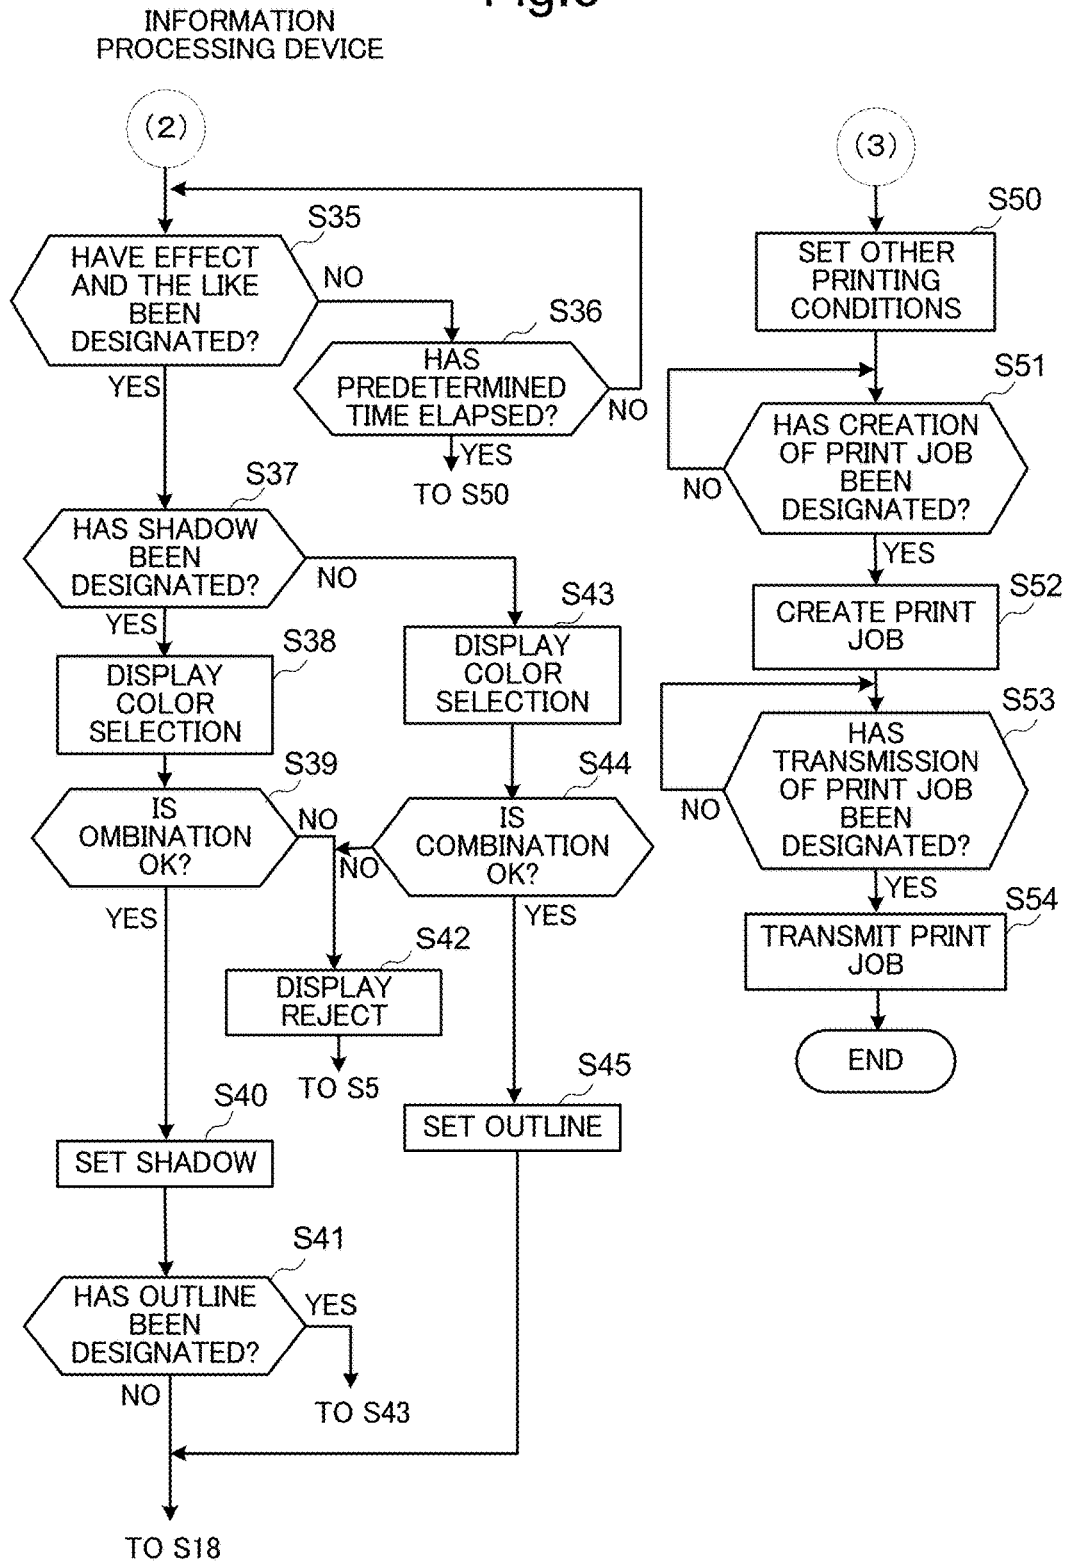 INFORMATION
PROCESSING DEVICE
(2)
S35
HAVE EFFECT
AND THE LIKE
BEEN
DESIGNATED?
NO
YES
S36
HAS
PREDETERMINED
TIME ELAPSED?
NO
YES
TO S50
S37
HAS SHADOW
BEEN
DESIGNATED?
NO
YES
S38
DISPLAY
COLOR
SELECTION
S39
IS
OMBINATION
OK?
NO
YES
S43
DISPLAY
COLOR
SELECTION
S44
IS
COMBINATION
OK?
NO
YES
S42
DISPLAY
REJECT
TO S5
S45
SET OUTLINE
S40
SET SHADOW
S41
HAS OUTLINE
BEEN
DESIGNATED?
YES
TO S43
NO
TO S18
(3)
S50
SET OTHER
PRINTING
CONDITIONS
S51
HAS CREATION
OF PRINT JOB
BEEN
DESIGNATED?
NO
YES
S52
CREATE PRINT
JOB
S53
HAS
TRANSMISSION
OF PRINT JOB
BEEN
DESIGNATED?
NO
YES
S54
TRANSMIT PRINT
JOB
END